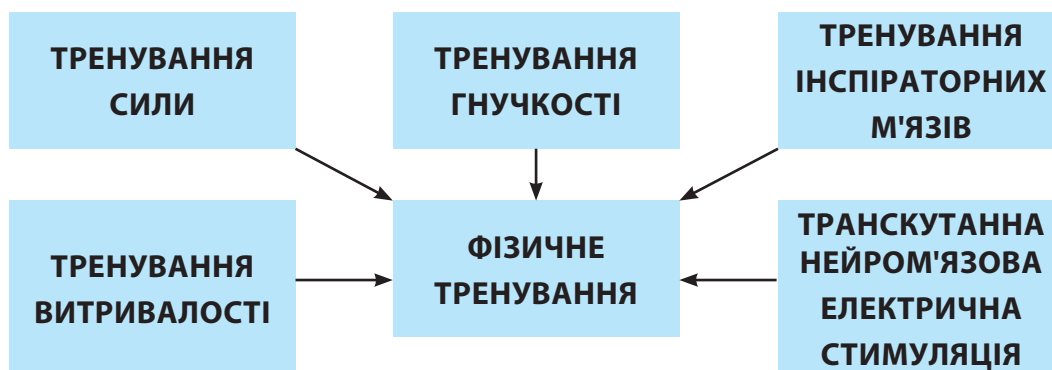 ТРЕНУВАННЯ
СИЛИ
ТРЕНУВАННЯ
ГНУЧКОСТІ
ТРЕНУВАННЯ
ІНСПІРАТОРНИХ
М'ЯЗІВ
ТРЕНУВАННЯ
ВИТРИВАЛОСТІ
ФІЗИЧНЕ
ТРЕНУВАННЯ
ТРАНСКУТАННА
НЕЙРОМ'ЯЗОВА
ЕЛЕКТРИЧНА
СТИМУЛЯЦІЯ